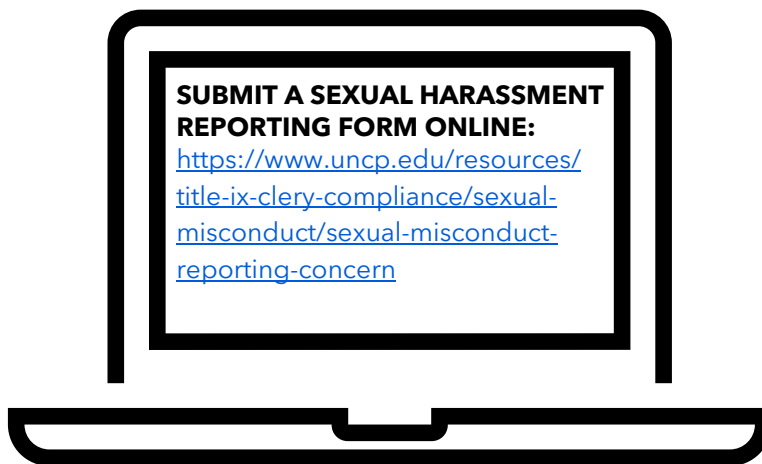 SUBMIT A SEXUAL HARASSMENT
REPORTING FORM ONLINE:
https://www.uncp.edu/resources/
title-ix-clery-compliance/sexual-
misconduct/sexual-misconduct-
reporting-concern